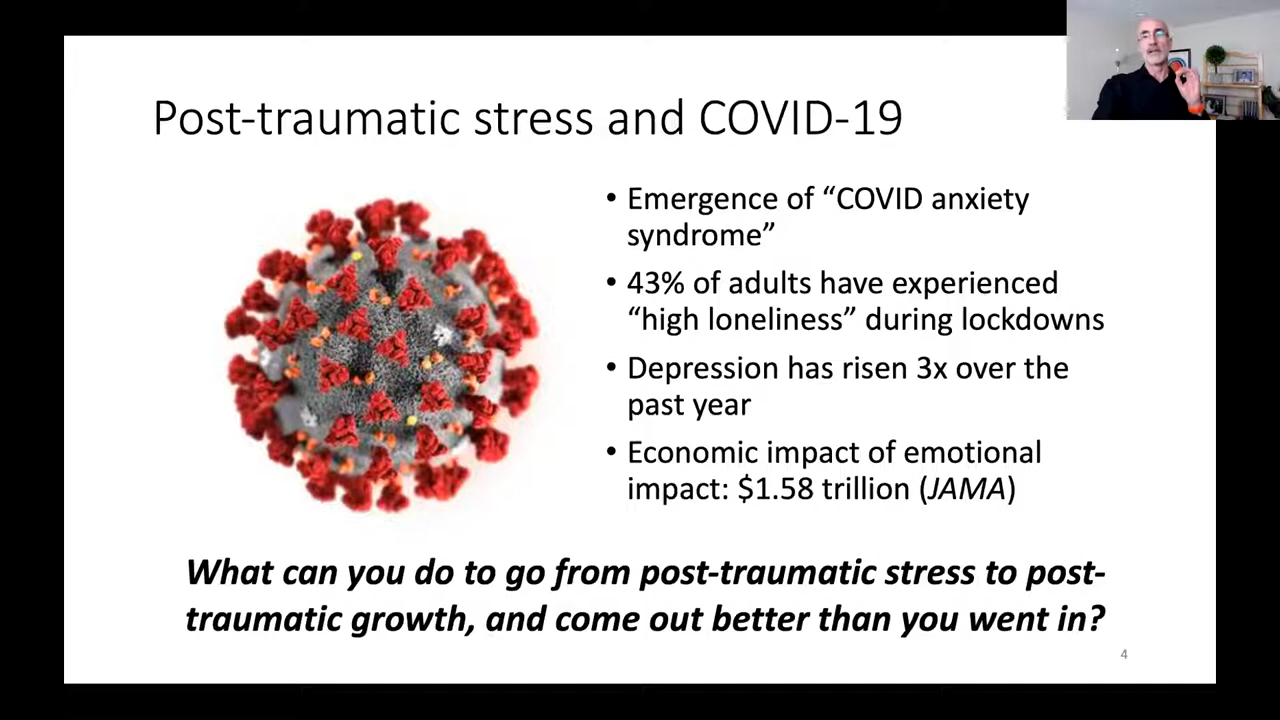 Post-traumatic stress and COVID-19
• Emergence of “COVID anxiety
syndrome”
• 43% of adults have experienced
“high loneliness” during lockdowns
• Depression has risen 3x over the
past year
• Economic impact of emotional
impact: $1.58 trillion (JAMA)
What can you do to go from post-traumatic stress to post-
traumatic growth, and come out better than you went in?
4